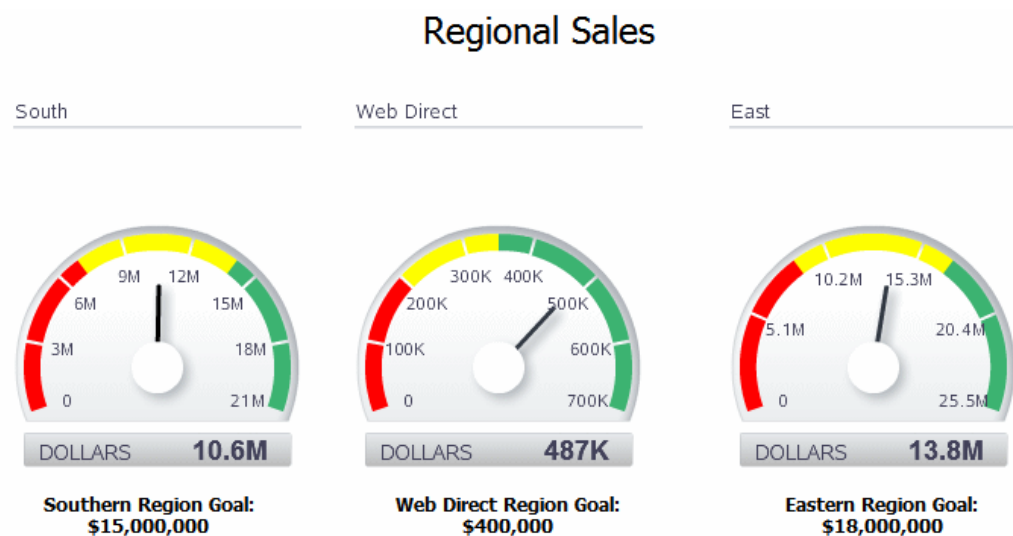 Regional Sales
South
Web Direct
East
0
3M
6M
9M
12M
15M
18M
21M
DOLLARS 10.6M
Southern Region Goal:
$15,000,000
0
100K
200K
300K
400K
500K
600K
700K
DOLLARS 487K
Web Direct Region Goal:
$400,000
0
5.1M
10.2M
15.3M
20.4M
25.5M
DOLLARS 13.8M
Eastern Region Goal:
$18,000,000